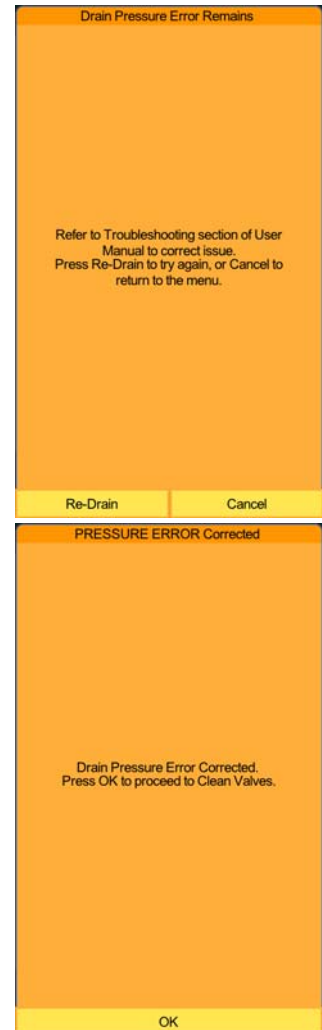 Drain Pressure Error Remains
Refer to Troubleshooting section of User
Manual to correct issue.
Press Re-Drain to try again, or Cancel to
return to the menu.
Re-Drain
Cancel
PRESSURE ERROR Corrected
Drain Pressure Error Corrected.
Press OK to proceed to Clean Valves.
OK